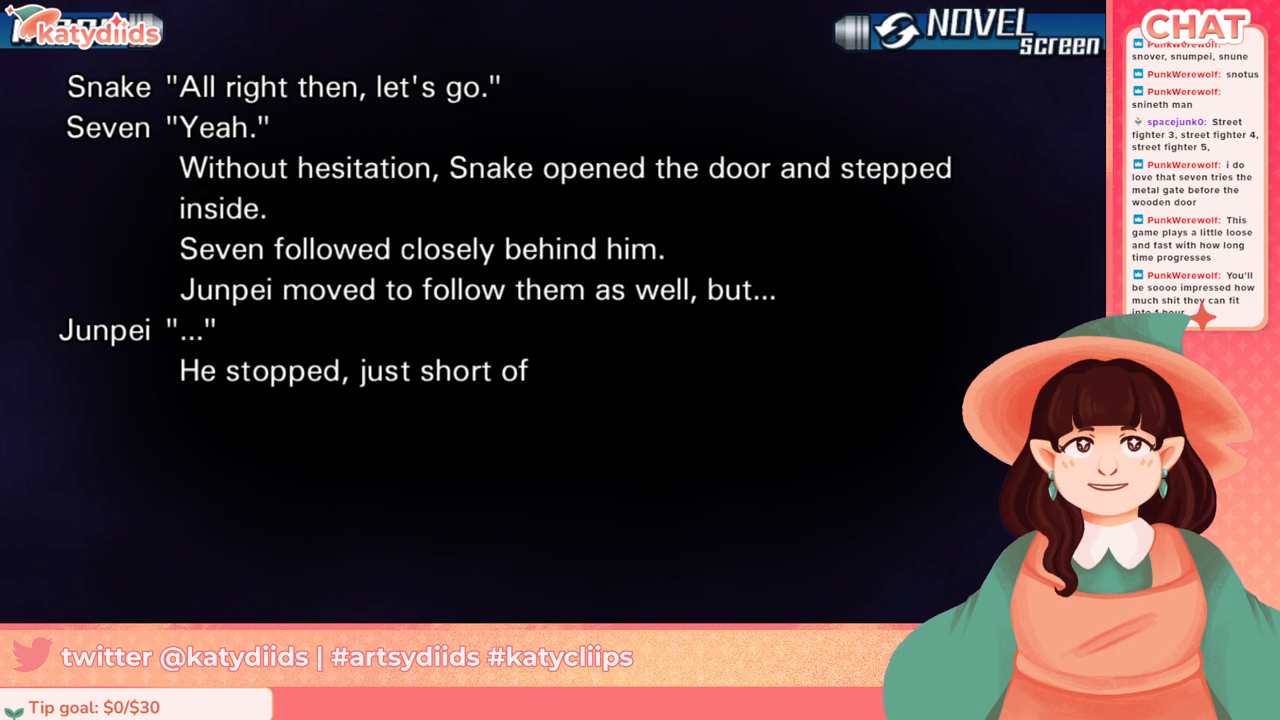 katydiids
NOVEL
Screen
Snake "All right then, let's go."
Seven "Yeah."
Without hesitation, Snake opened the door and stepped
inside.
Seven followed closely behind him.
Junpei moved to follow them as well, but...
Junpei "..."
He stopped, just short of
CHAT
PunkWerewolf:
snover, snumpei, snune
PunkWerewolf: snotus
PunkWerewolf:
snineth man
spacejunk0: Street
fighter 3, street fighter 4,
street fighter 5,
PunkWerewolf: i do
love that seven tries the
metal gate before the
wooden door
PunkWerewolf: This
game plays a little loose
and fast with how long
time progresses
PunkWerewolf: You'll
be soooo impressed how
much shit they can fit
into 1 hour
twitter @katydiids | #artsydiids #katycliips
Tip goal: $0/$30